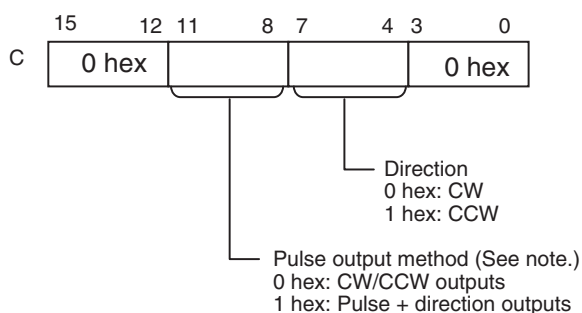 15 12 11 8 7 4 3 0
C 0 hex 0 hex
Direction
0 hex: CW
1 hex: CCW
Pulse output method (See note.)
0 hex: CW/CCW outputs
1 hex: Pulse + direction outputs